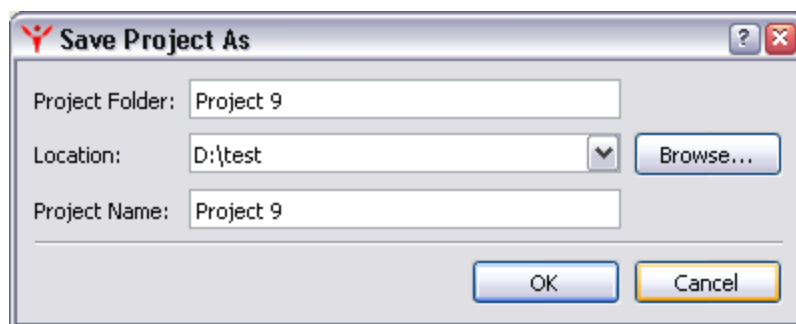 Save Project As
Project Folder: Project 9
Location: D:\test Browse...
Project Name: Project 9
OK Cancel